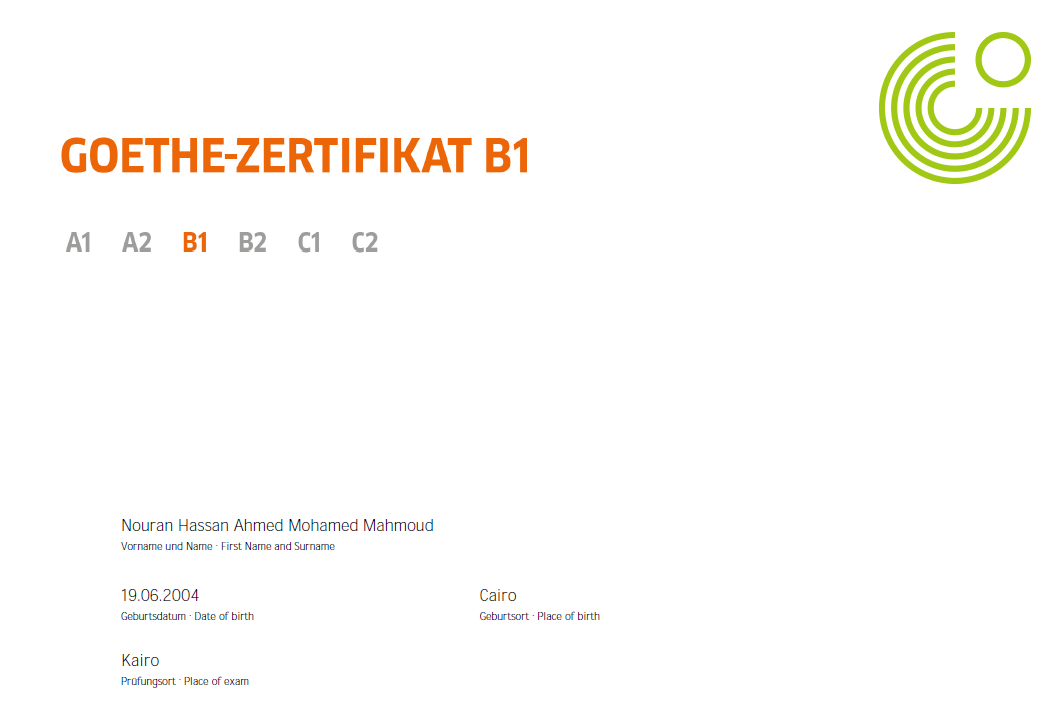 GOETHE-ZERTIFIKAT B1
A1 A2 B1 B2 C1 C2
Nouran Hassan Ahmed Mohamed Mahmoud
Vorname und Name · First Name and Surname
19.06.2004 Cairo
Geburtsdatum · Date of birth Geburtsort · Place of birth
Kairo
Prüfungsort · Place of exam